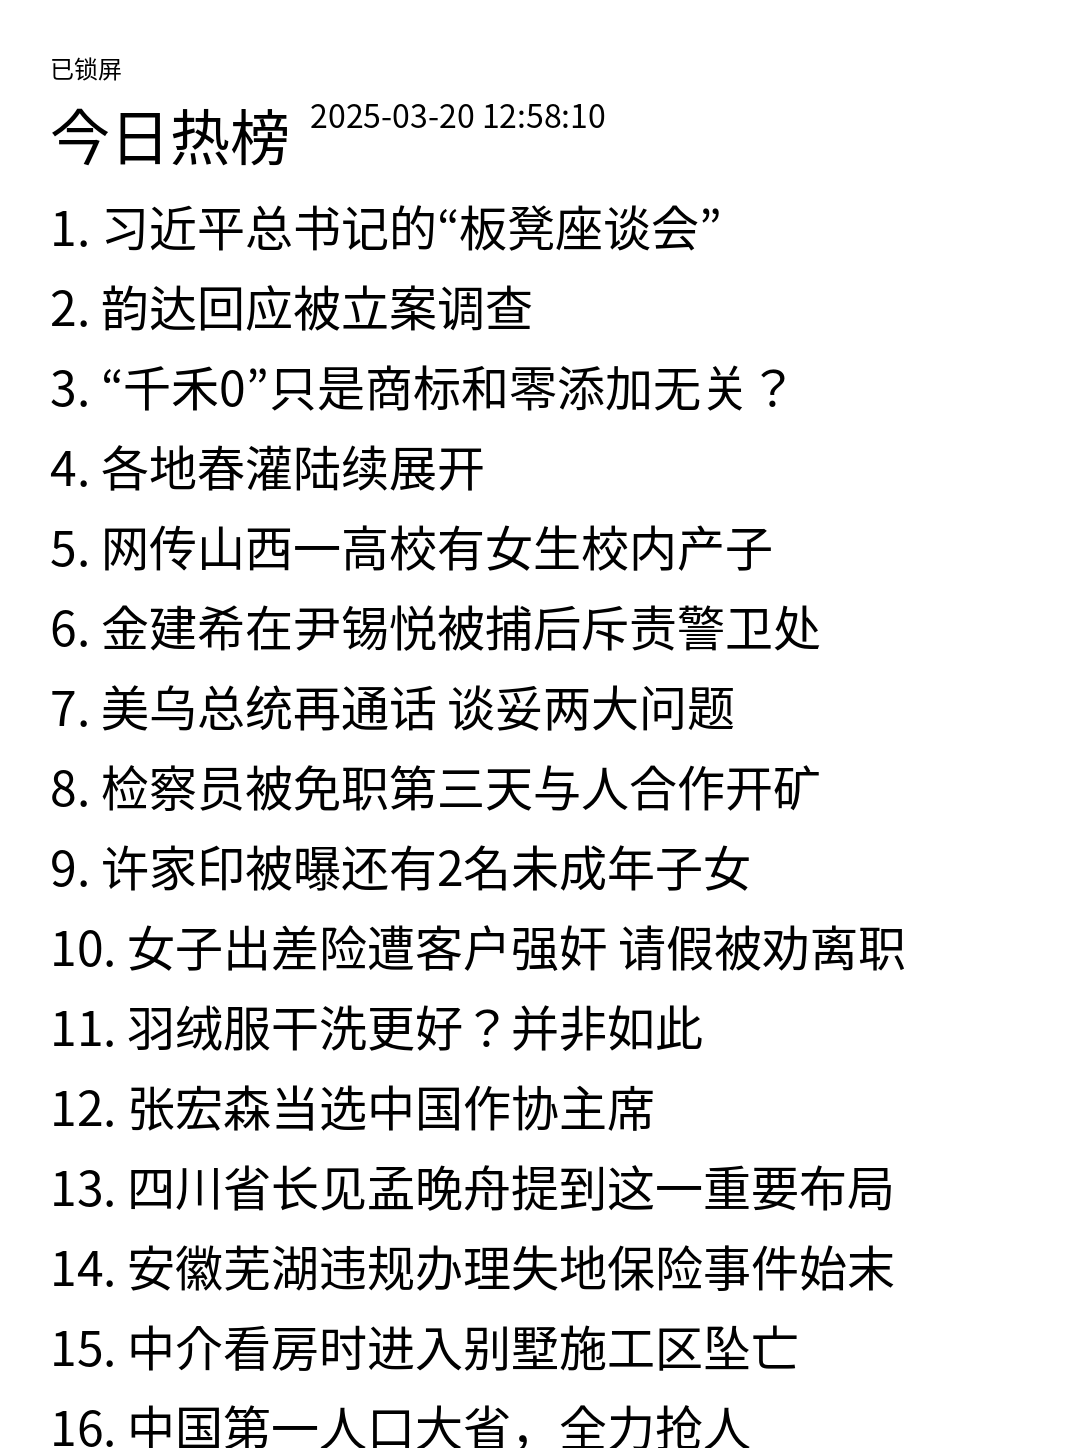 已锁屏
今日热榜 2025-03-20 12:58:10
1. 习近平总书记的“板凳座谈会”
2. 韵达回应被立案调查
3. “千禾0”只是商标和零添加无关？
4. 各地春灌陆续展开
5. 网传山西一高校有女生校内产子
6. 金建希在尹锡悦被捕后斥责警卫处
7. 美乌总统再通话 谈妥两大问题
8. 检察员被免职第三天与人合作开矿
9. 许家印被曝还有2名未成年子女
10. 女子出差险遭客户强奸 请假被劝离职
11. 羽绒服干洗更好？并非如此
12. 张宏森当选中国作协主席
13. 四川省长见孟晚舟提到这一重要布局
14. 安徽芜湖违规办理失地保险事件始末
15. 中介看房时进入别墅施工区坠亡
16. 中国第一人口大省，全力抢人